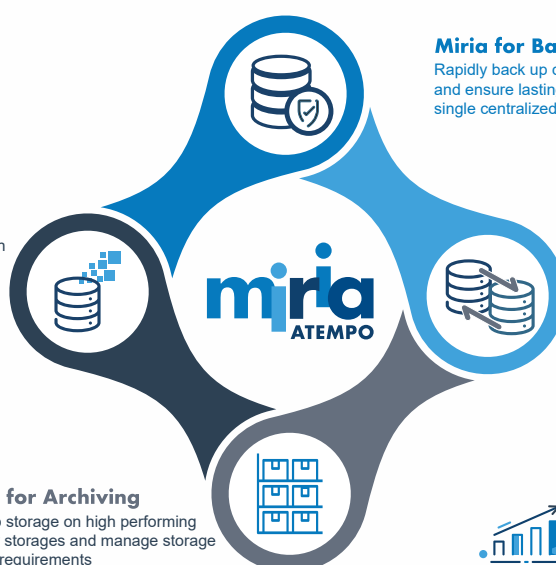 Miria for Ba
Rapidly back up
and ensure lasting
single centralized
miria
ATEMPO
for Archiving
storage on high performing
storages and manage storage
requirements